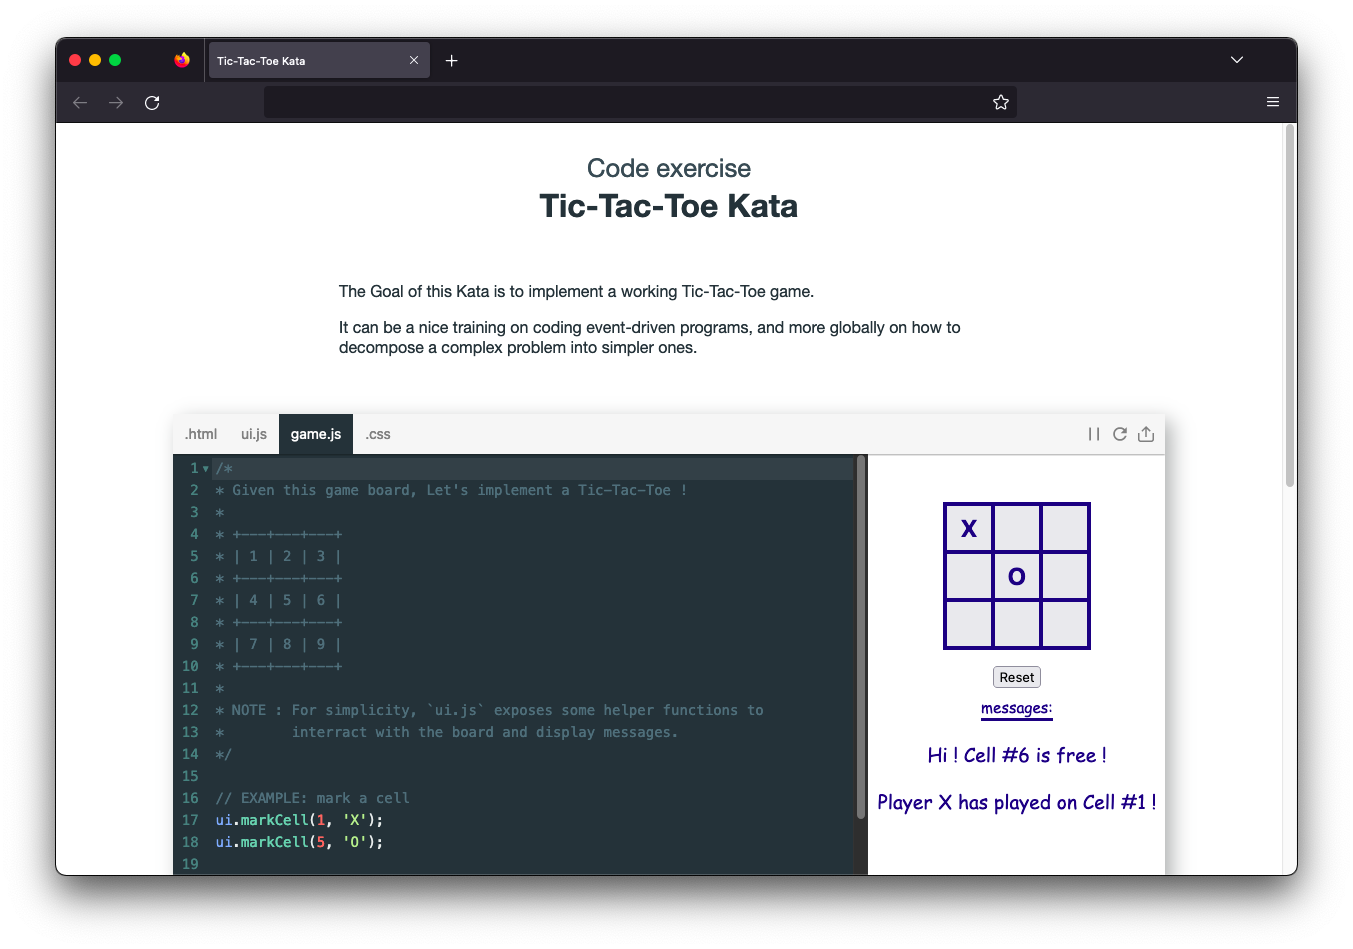 Tic-Tac-Toe Kata
Code exercise
Tic-Tac-Toe Kata
The Goal of this Kata is to implement a working Tic-Tac-Toe game.
It can be a nice training on coding event-driven programs, and more globally on how to
decompose a complex problem into simpler ones.
.html ui.js game.js .css
1 /*
2 * Given this game board, Let's implement a Tic-Tac-Toe !
3 *
4 * +---+---+---+
5 * | 1 | 2 | 3 |
6 * +---+---+---+
7 * | 4 | 5 | 6 |
8 * +---+---+---+
9 * | 7 | 8 | 9 |
10 * +---+---+---+
11 *
12 * NOTE : For simplicity, `ui.js` exposes some helper functions to
13 *        interract with the board and display messages.
14 */
15
16 // EXAMPLE: mark a cell
17 ui.markCell(1, 'X');
18 ui.markCell(5, 'O');
19
X
O
Reset
messages:
Hi ! Cell #6 is free !
Player X has played on Cell #1 !